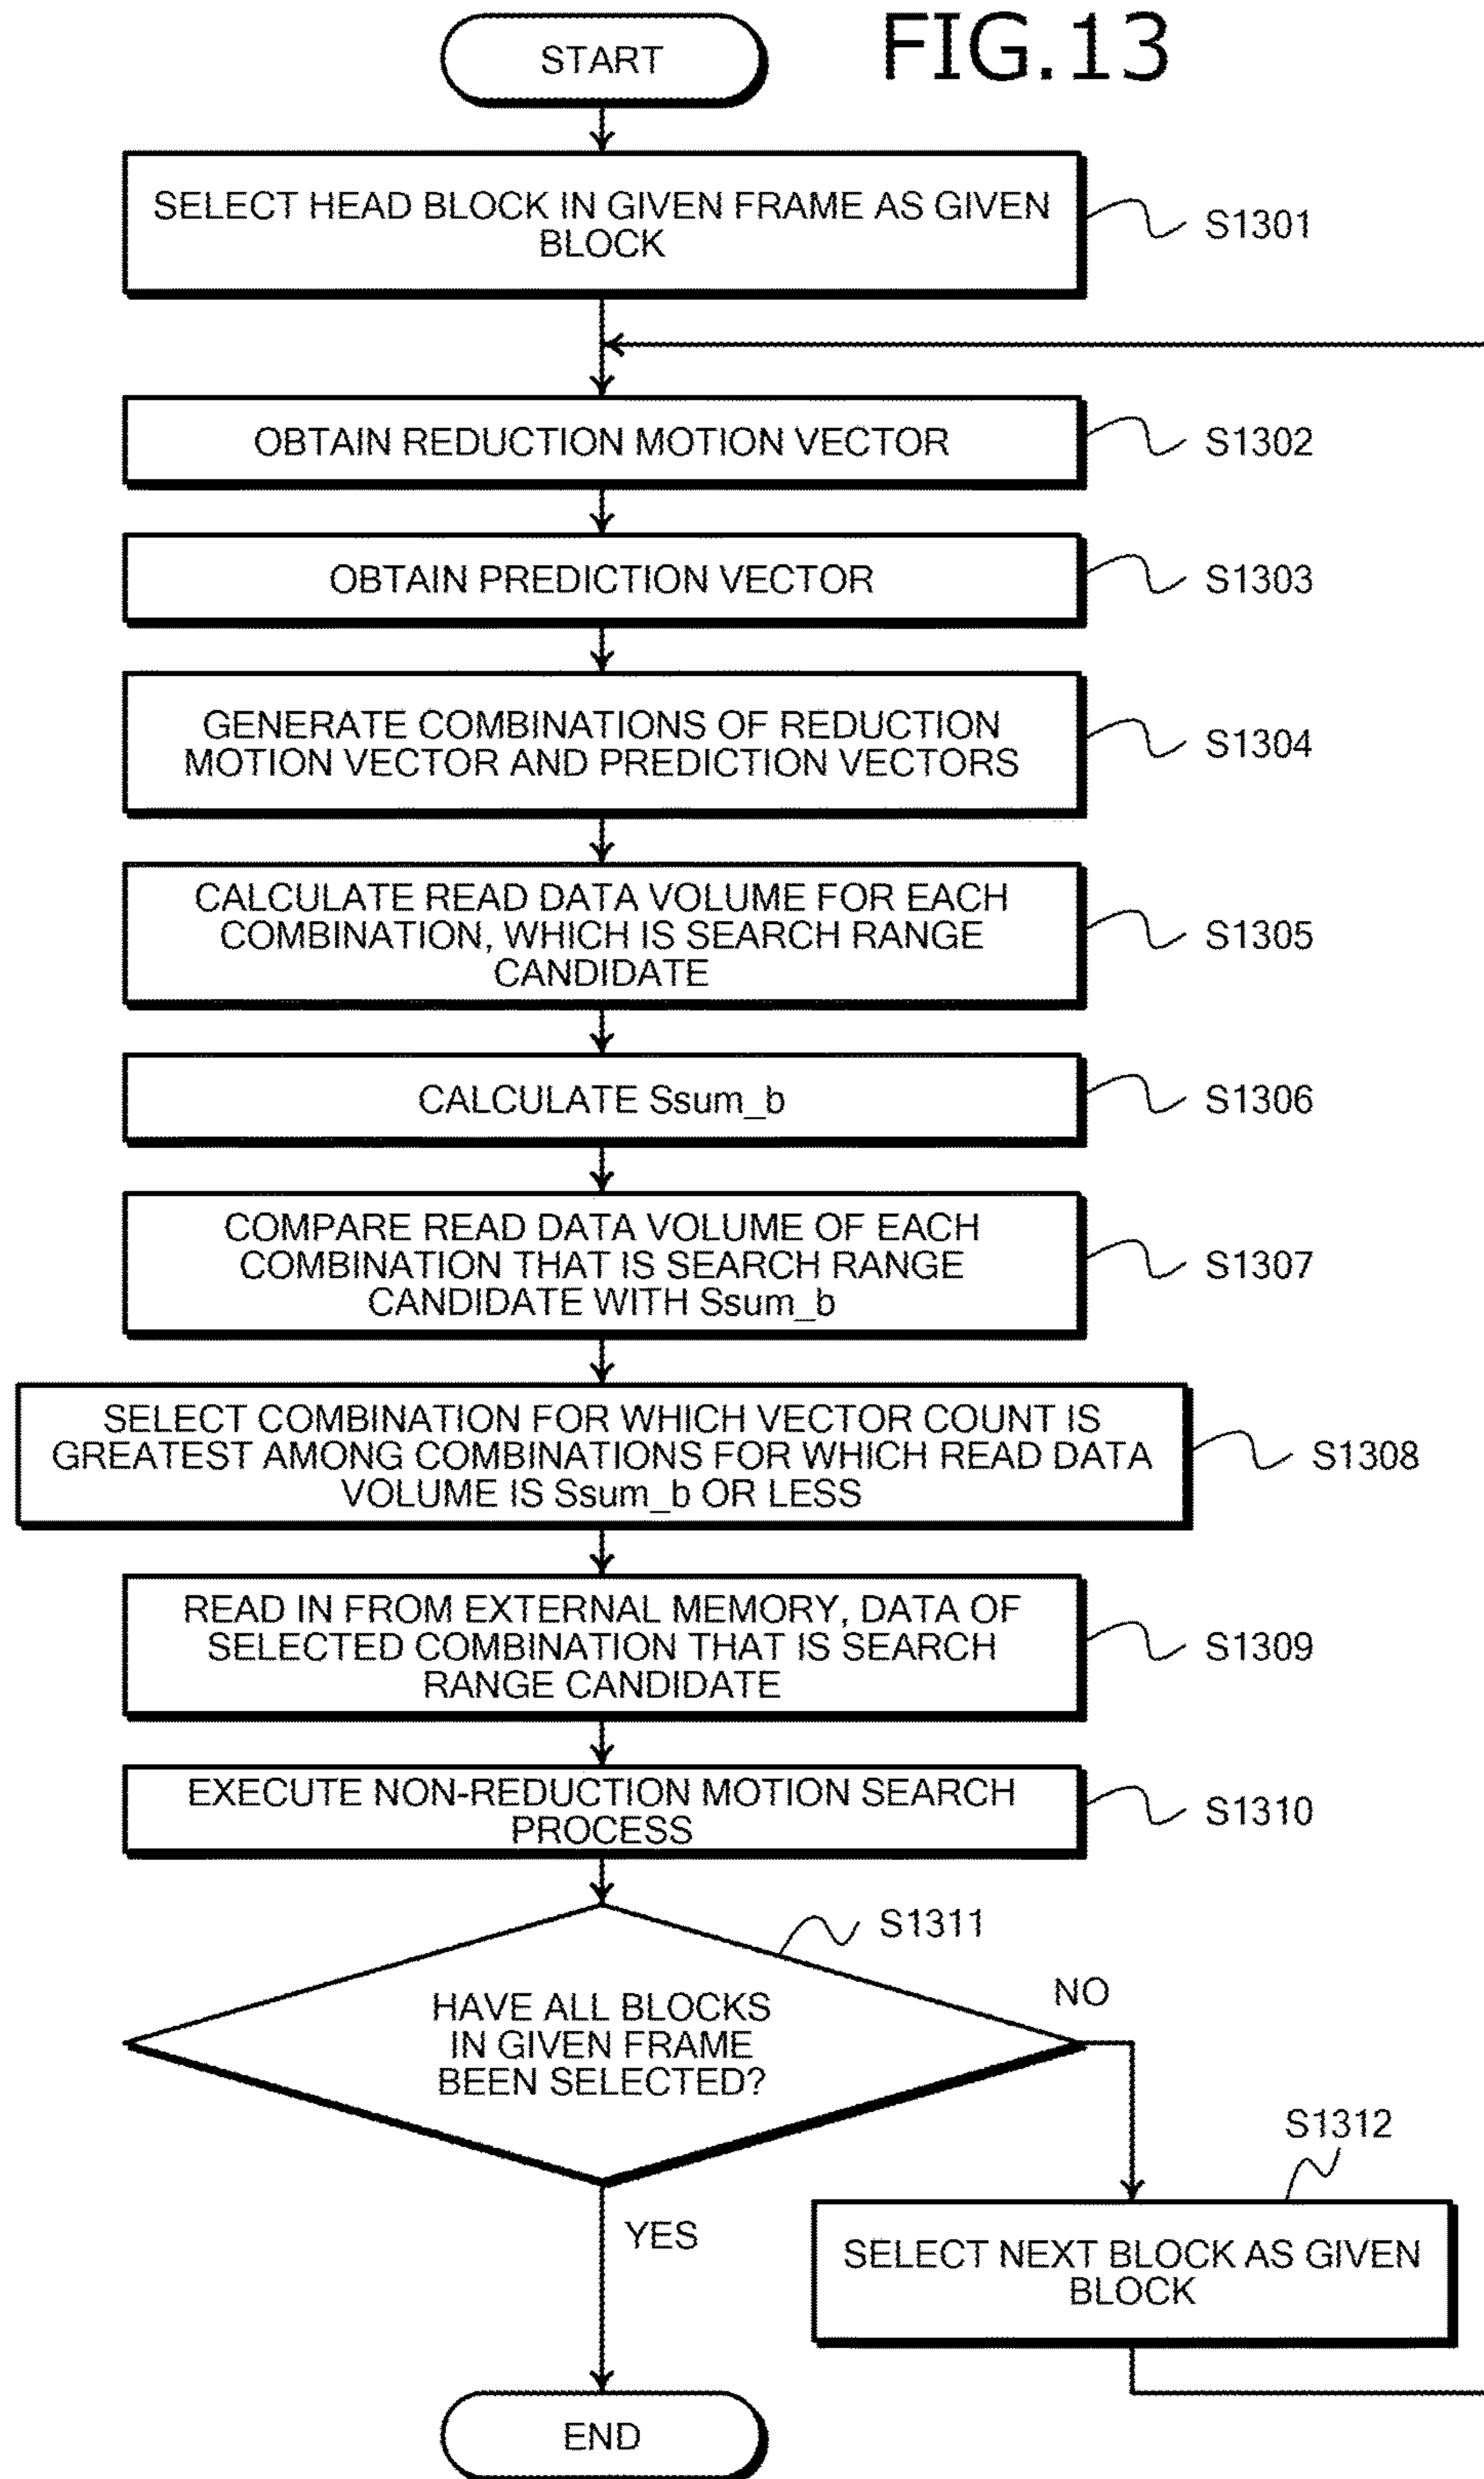 FIG.13
START
SELECT HEAD BLOCK IN GIVEN FRAME AS GIVEN
BLOCK
S1301
OBTAIN REDUCTION MOTION VECTOR
S1302
OBTAIN PREDICTION VECTOR
S1303
GENERATE COMBINATIONS OF REDUCTION
MOTION VECTOR AND PREDICTION VECTORS
S1304
CALCULATE READ DATA VOLUME FOR EACH
COMBINATION, WHICH IS SEARCH RANGE
CANDIDATE
S1305
CALCULATE Ssum_b
S1306
COMPARE READ DATA VOLUME OF EACH
COMBINATION THAT IS SEARCH RANGE
CANDIDATE WITH Ssum_b
S1307
SELECT COMBINATION FOR WHICH VECTOR COUNT IS
GREATEST AMONG COMBINATIONS FOR WHICH READ DATA
VOLUME IS Ssum_b OR LESS
S1308
READ IN FROM EXTERNAL MEMORY, DATA OF
SELECTED COMBINATION THAT IS SEARCH
RANGE CANDIDATE
S1309
EXECUTE NON-REDUCTION MOTION SEARCH
PROCESS
S1310
S1311
HAVE ALL BLOCKS
IN GIVEN FRAME
BEEN SELECTED?
NO
S1312
SELECT NEXT BLOCK AS GIVEN
BLOCK
YES
END